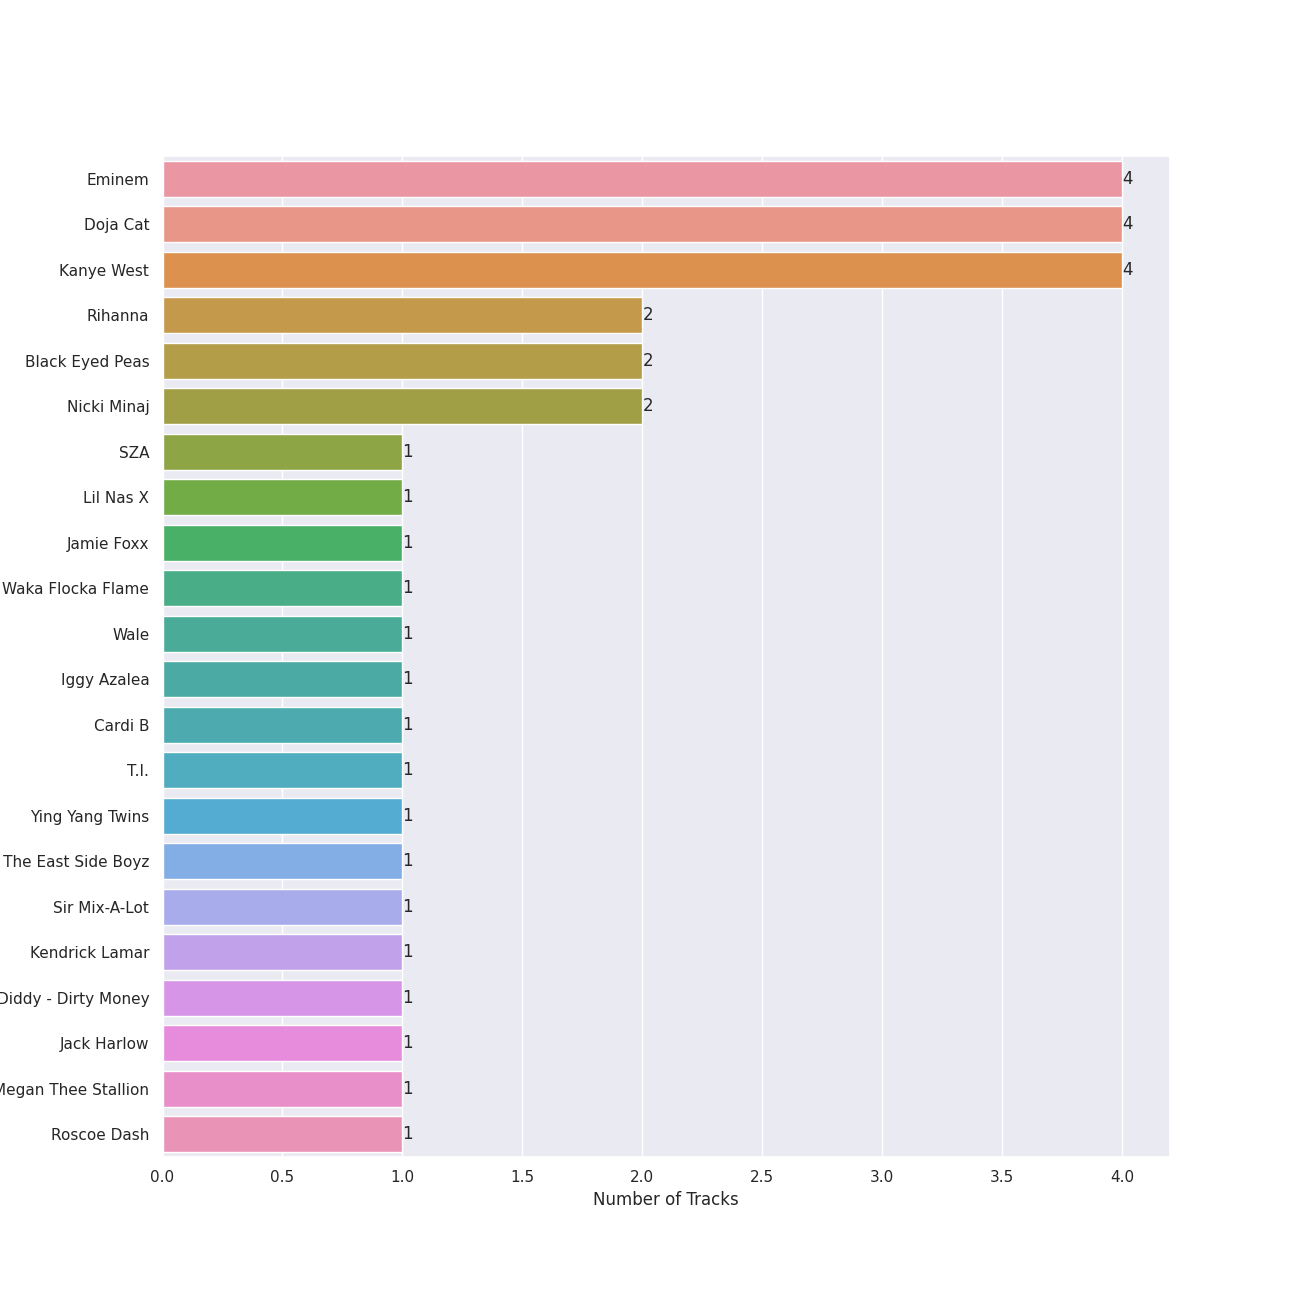 Eminem 4
Doja Cat 4
Kanye West 4
Rihanna 2
Black Eyed Peas 2
Nicki Minaj 2
SZA 1
Lil Nas X 1
Jamie Foxx 1
Waka Flocka Flame 1
Wale 1
Iggy Azalea 1
Cardi B 1
T.I. 1
Ying Yang Twins 1
The East Side Boyz 1
Sir Mix-A-Lot 1
Kendrick Lamar 1
Diddy - Dirty Money 1
Jack Harlow 1
Megan Thee Stallion 1
Roscoe Dash 1
0.0 0.5 1.0 1.5 2.0 2.5 3.0 3.5 4.0
Number of Tracks